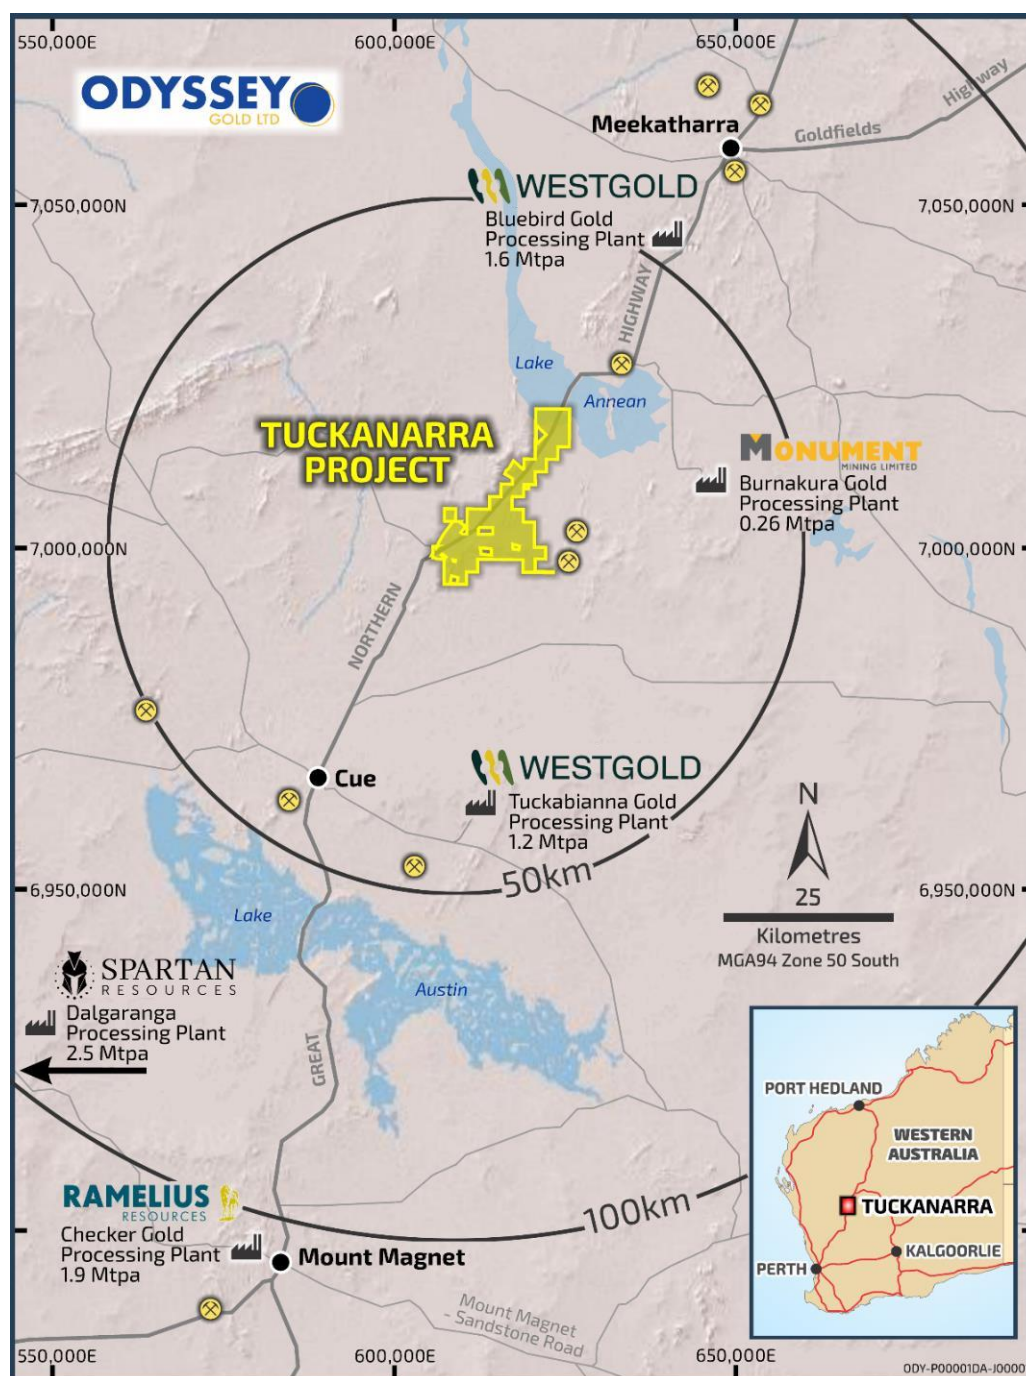 550,000E
600,000E
650,000E
ODYSSEY
GOLD LTD
Meekatharra
Goldfields
Highway
7,050,000N
7,050,000N
WESTGOLD
Bluebird Gold
Processing Plant
1.6 Mtpa
HIGHWAY
Lake
Annean
TUCKANARRA
PROJECT
MONUMENT
MINING LIMITED
Burnakura Gold
Processing Plant
0.26 Mtpa
7,000,000N
7,000,000N
NORTHERN
Cue
WESTGOLD
Tuckabianna Gold
Processing Plant
1.2 Mtpa
N
50km
6,950,000N
6,950,000N
25
Kilometres
MGA94 Zone 50 South
Lake
Austin
SPARTAN
RESOURCES
Dalgaranga
Processing Plant
2.5 Mtpa
GREAT
PORT HEDLAND
WESTERN
AUSTRALIA
TUCKANARRA
KALGOORLIE
PERTH
RAMELIUS
RESOURCES
Checker Gold
Processing Plant
1.9 Mtpa
100km
Mount Magnet
Mount Magnet
- Sandstone Road
550,000E
600,000E
650,000E
ODY-P00001DA-J0000